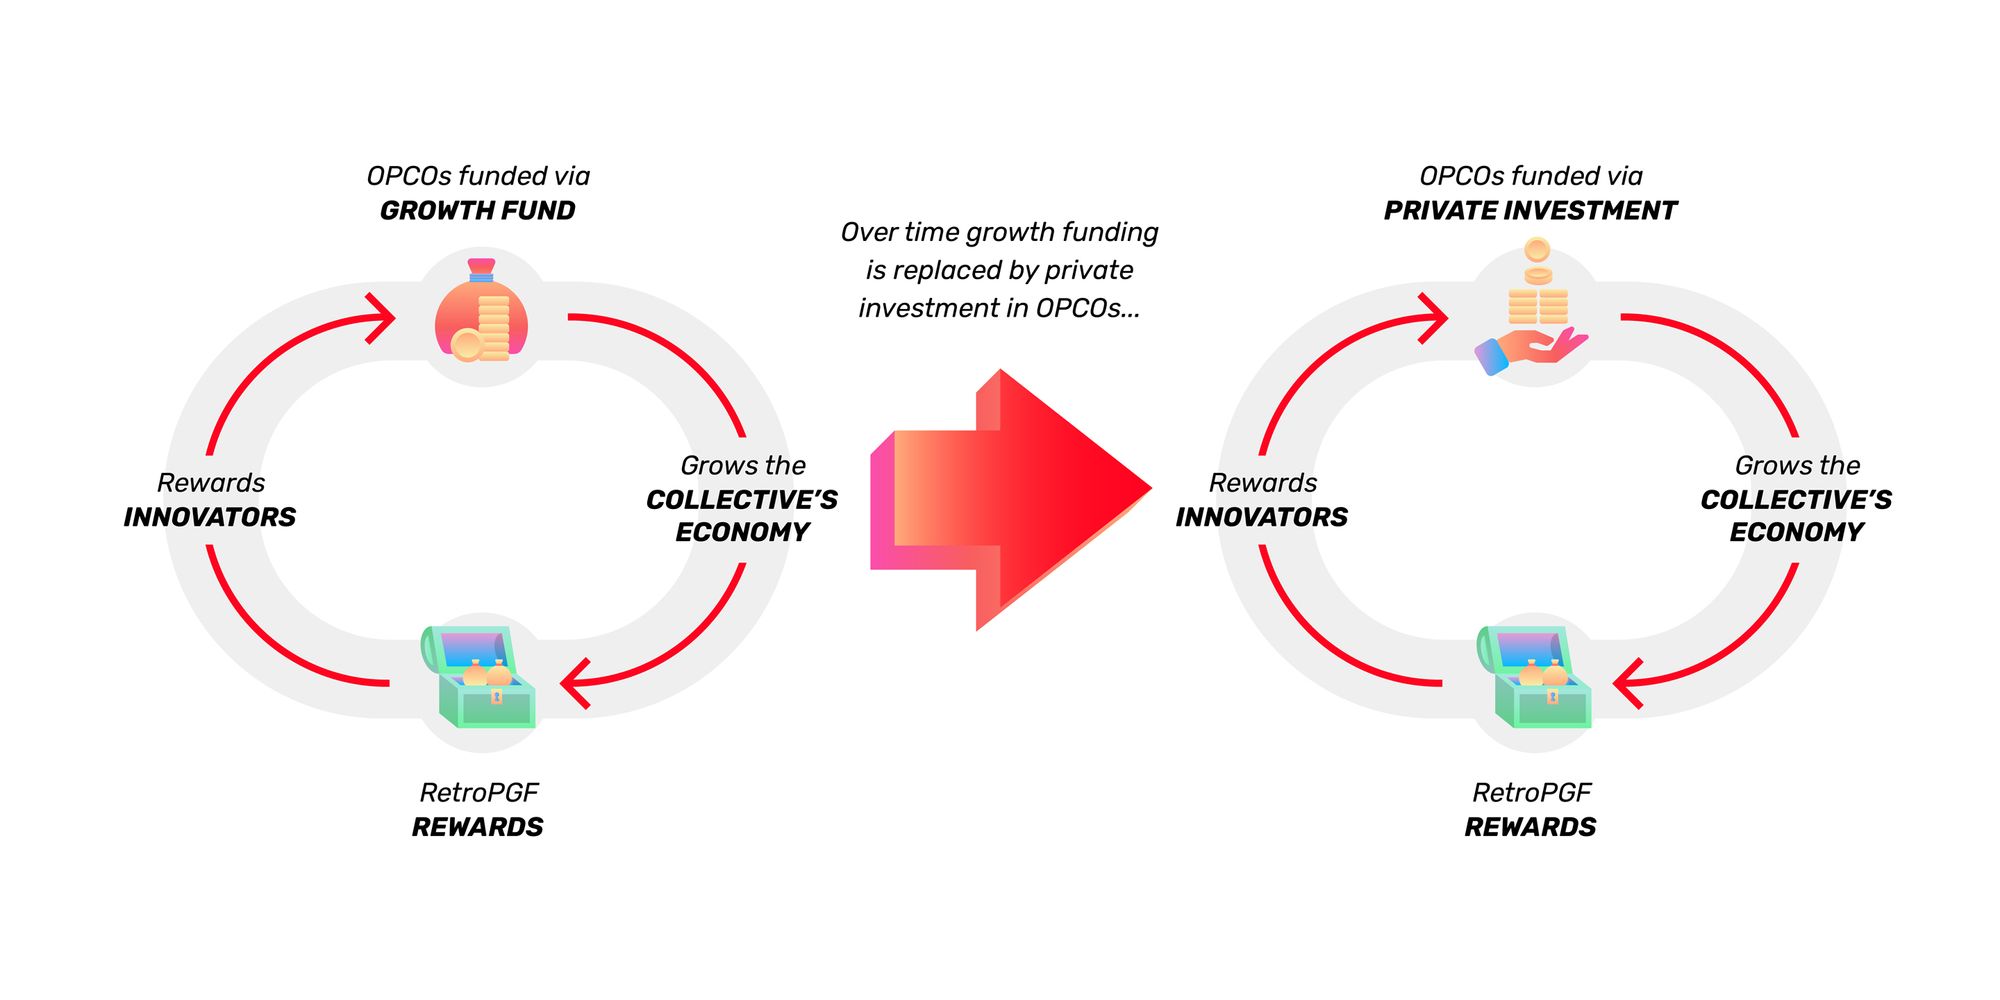 OPCOs funded via
GROWTH FUND
Grows the
COLLECTIVE’S
ECONOMY
RetroPGF
REWARDS
Rewards
INNOVATORS
Over time growth funding
is replaced by private
investment in OPCOs...
OPCOs funded via
PRIVATE INVESTMENT
Grows the
COLLECTIVE’S
ECONOMY
RetroPGF
REWARDS
Rewards
INNOVATORS